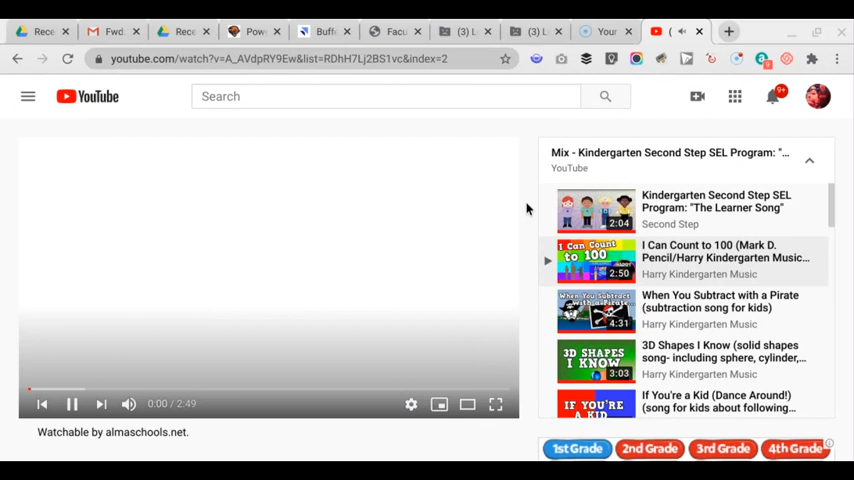 Rece
Fwd.
Rece
Pow
Buff
Facu
(3) L
(3) L
Your
youtube.com/watch?v=A_AVdpRY9Ew&list=RDhH7Lj2BS1vc&index=2
YouTube
Search
9+
Mix - Kindergarten Second Step SEL Program: "...
YouTube
Kindergarten Second Step SEL
Program: "The Learner Song"
Second Step
2:04
I Can Count
to 100
2:50
I Can Count to 100 (Mark D.
Pencil/Harry Kindergarten Music...
Harry Kindergarten Music
When You Subtract
with a Pirate
4:31
When You Subtract with a Pirate
(subtraction song for kids)
Harry Kindergarten Music
3D SHAPES
I KNOW
3:03
3D Shapes I Know (solid shapes
song- including sphere, cylinder,...
Harry Kindergarten Music
IF YOU'RE
A KID
If You're a Kid (Dance Around!)
(song for kids about following...
0:00 / 2:49
Watchable by almaschools.net.
1st Grade
2nd Grade
3rd Grade
4th Grade